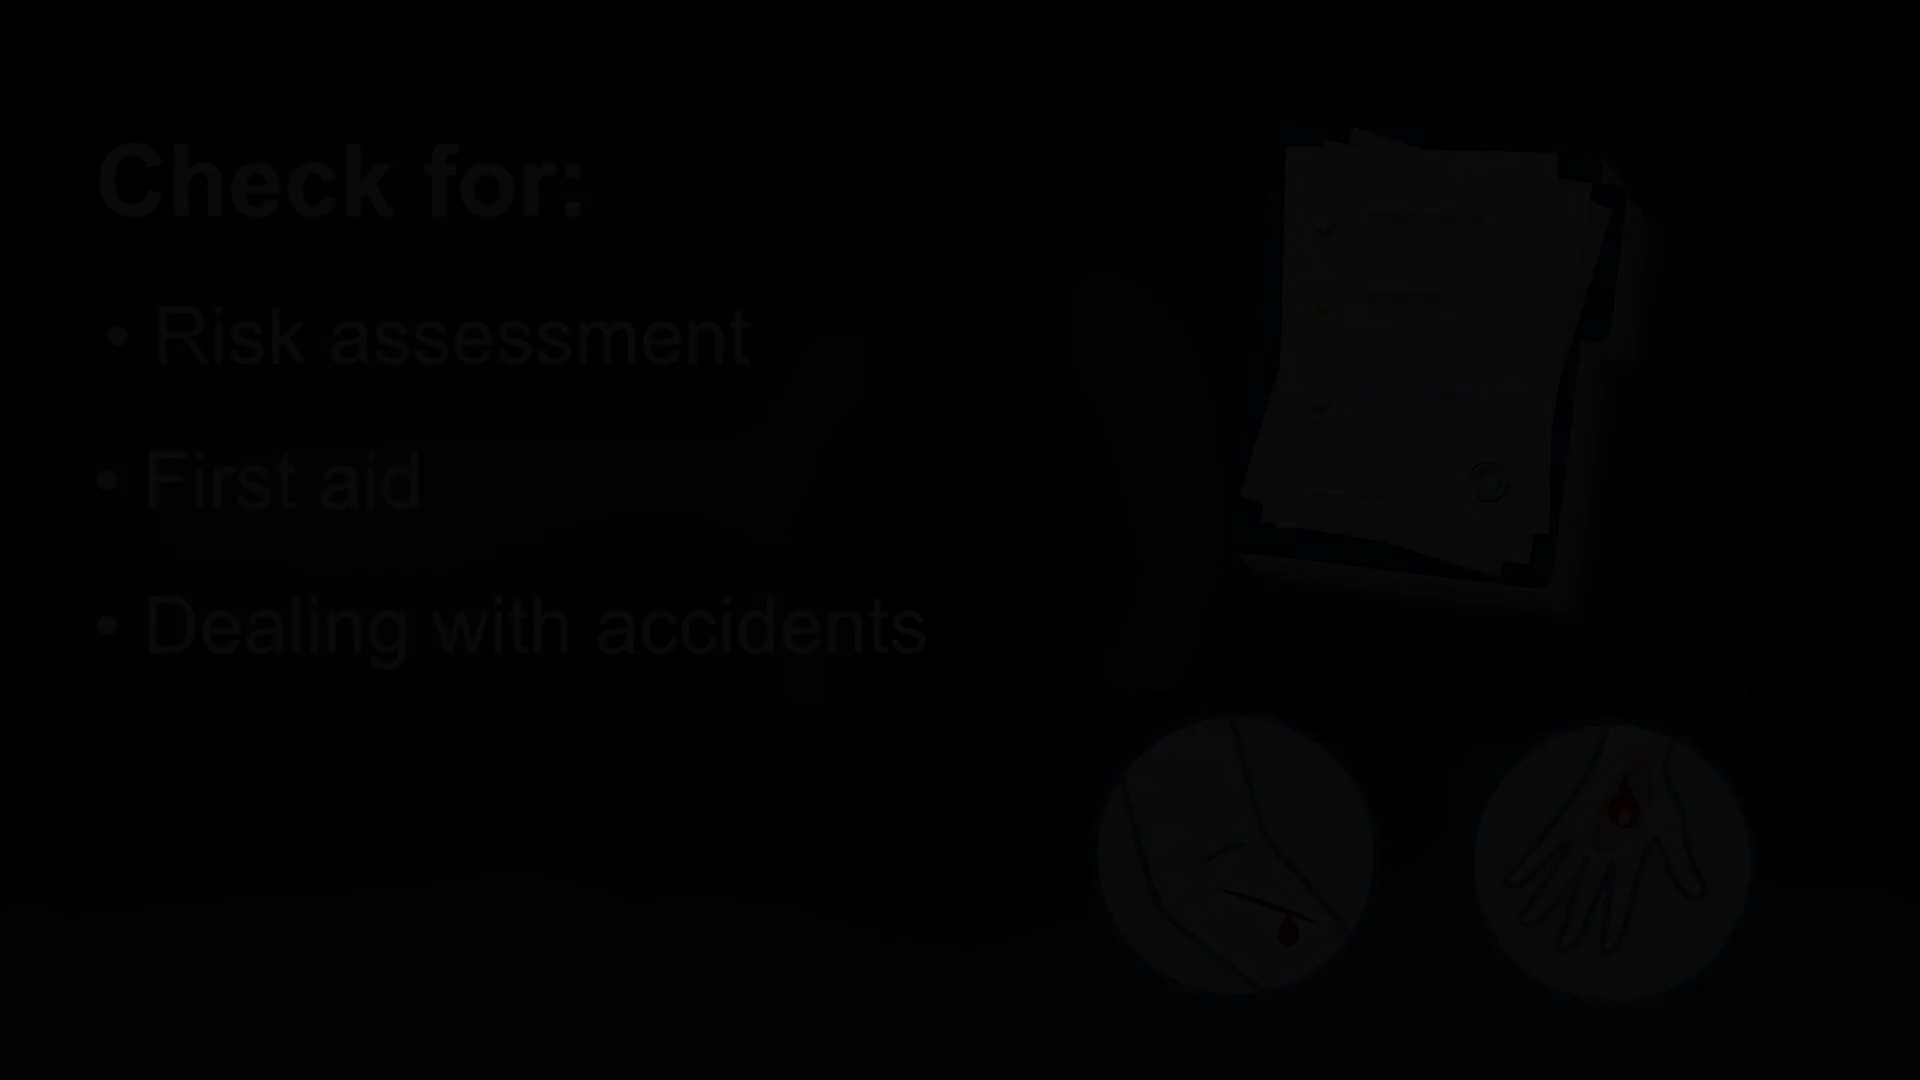 Check for:
• Risk assessment
• First aid
• Dealing with accidents